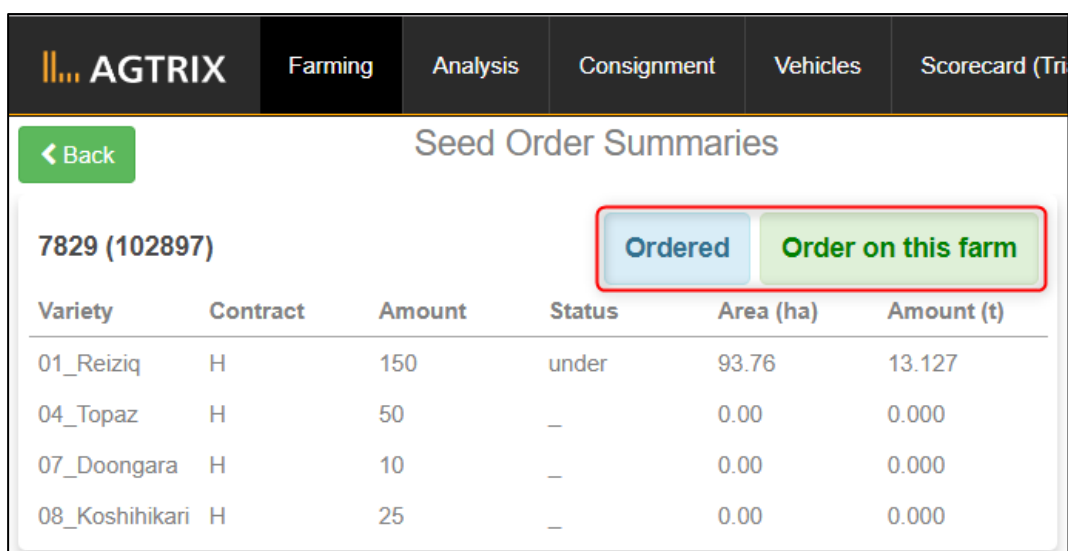 AGTRIX Farming Analysis Consignment Vehicles Scorecard (Tri
Back Seed Order Summaries
7829 (102897) Ordered Order on this farm
Variety Contract Amount Status Area (ha) Amount (t)
01_Reiziq H 150 under 93.76 13.127
04_Topaz H 50 _ 0.00 0.000
07_Doongara H 10 _ 0.00 0.000
08_Koshihikari H 25 _ 0.00 0.000